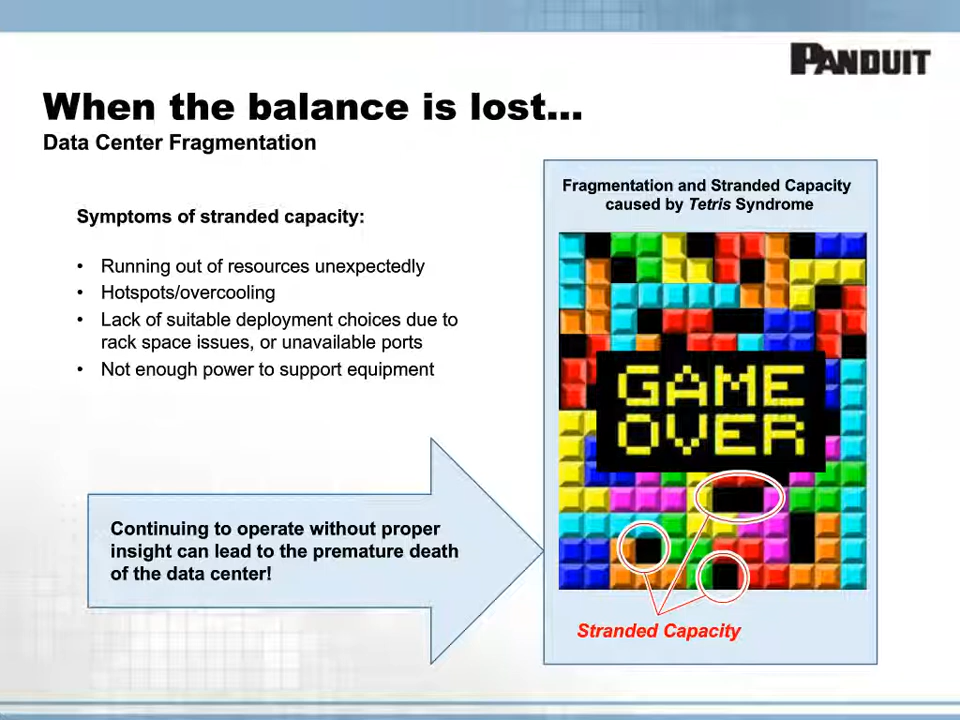 PANDUIT
When the balance is lost...
Data Center Fragmentation
Symptoms of stranded capacity:
• Running out of resources unexpectedly
• Hotspots/overcooling
• Lack of suitable deployment choices due to
rack space issues, or unavailable ports
• Not enough power to support equipment
Continuing to operate without proper
insight can lead to the premature death
of the data center!
Fragmentation and Stranded Capacity
caused by Tetris Syndrome
GAME
OVER
Stranded Capacity